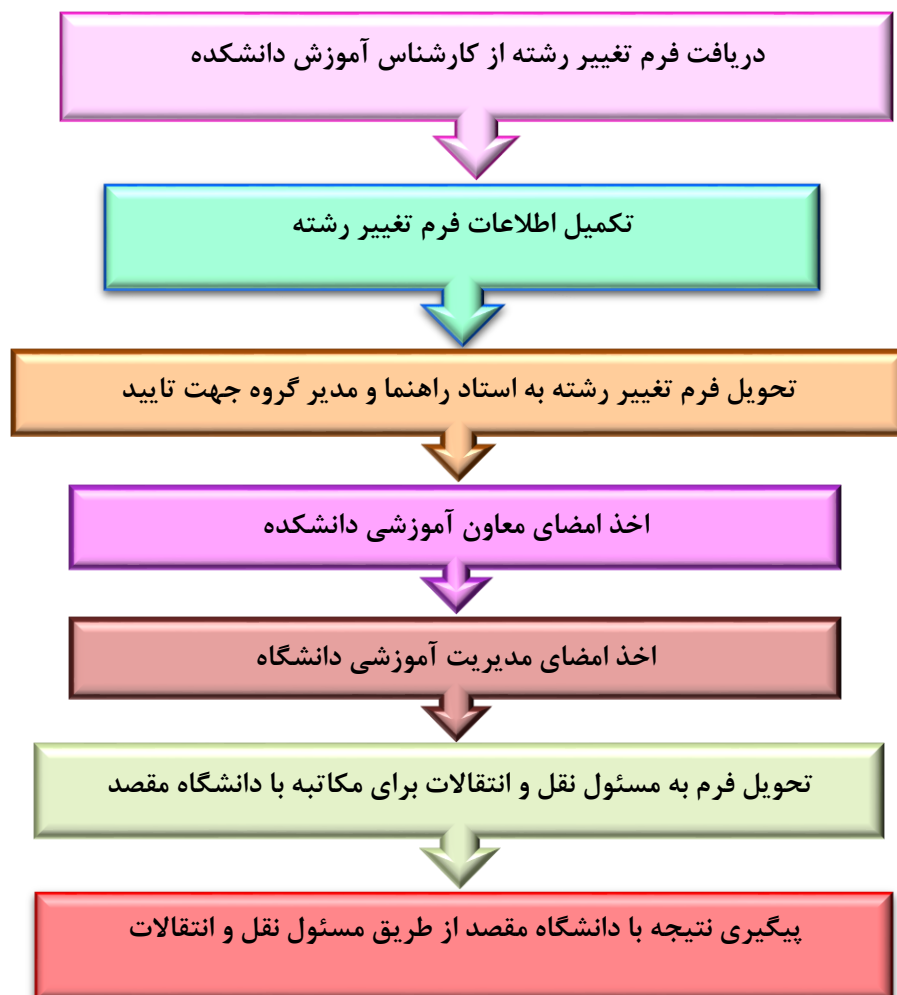 دریافت فرم تغییر رشته از کارشناس آموزش دانشکده
تکمیل اطلاعات فرم تغییر رشته
تحویل فرم تغییر رشته به استاد راهنما و مدیر گروه جهت تایید
اخذ امضای معاون آموزشی دانشکده
اخذ امضای مدیریت آموزشی دانشگاه
تحویل فرم به مسئول نقل و انتقالات برای مکاتبه با دانشگاه مقصد
پیگیری نتیجه با دانشگاه مقصد از طریق مسئول نقل و انتقالات